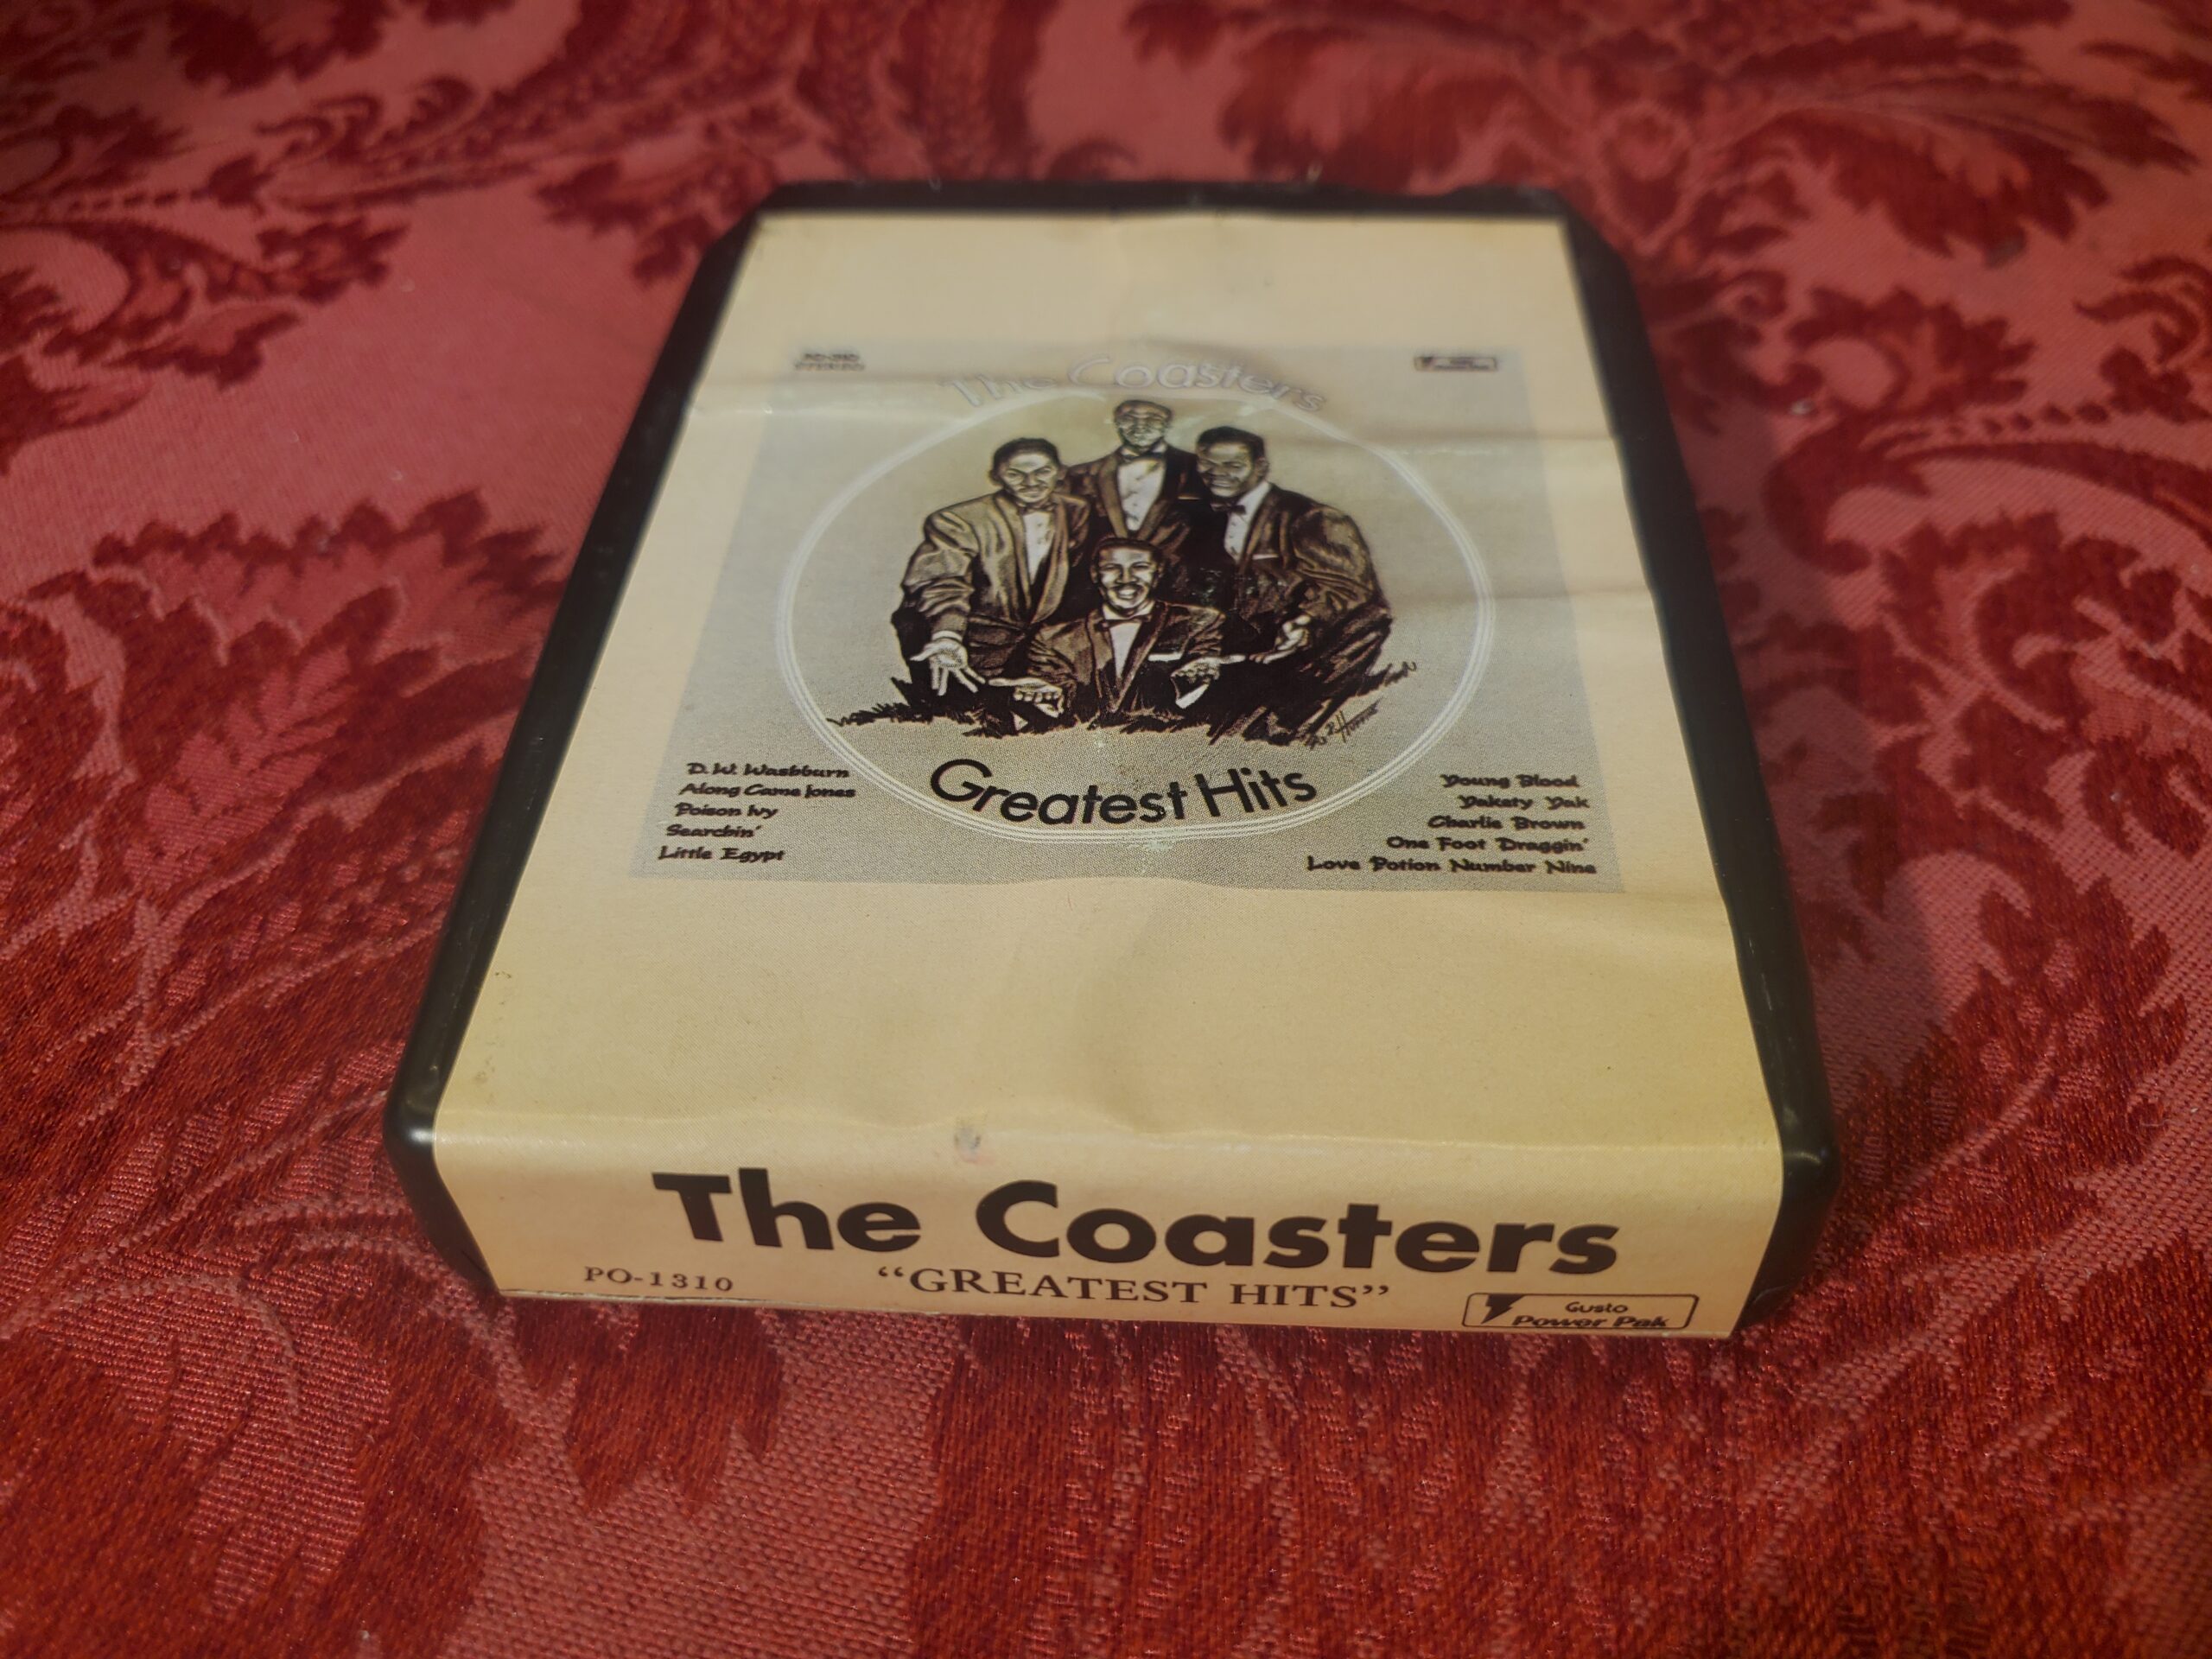 STEREO
The Coasters
Greatest Hits
D.W. Washburn
Along Came Jones
Poison Ivy
Searchin'
Little Egypt
Young Blood
Yakety Yak
Charlie Brown
One Foot Draggin'
Love Potion Number Nine
The Coasters
PO-1310
“GREATEST HITS”
Gusto
Power Pak